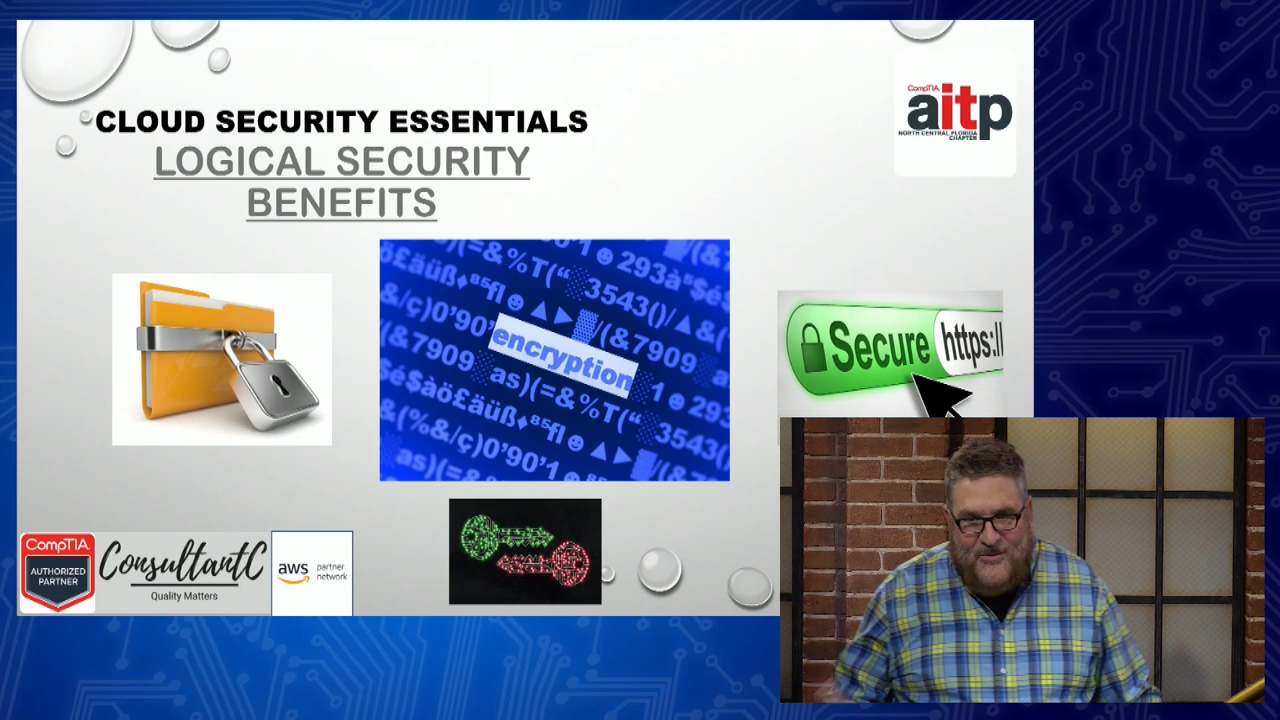 CLOUD SECURITY ESSENTIALS
LOGICAL SECURITY
BENEFITS
CompTIA
aitp
NORTH CENTRAL FLORIDA
CHAPTER
encryption
Secure https://
CompTIA
AUTHORIZED
PARTNER
ConsultantC
Quality Matters
aws partner
network